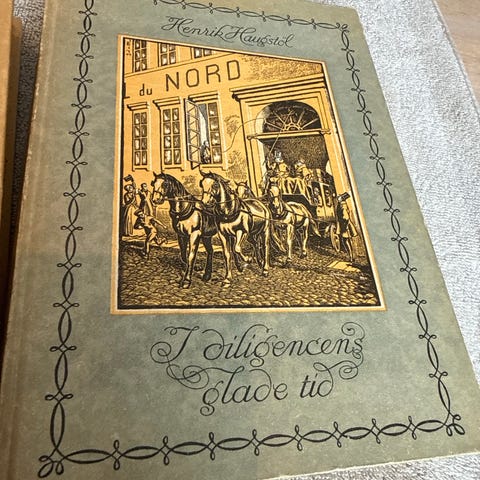 Henrik Haugstøl
du NORD
I diligencens
glade tid